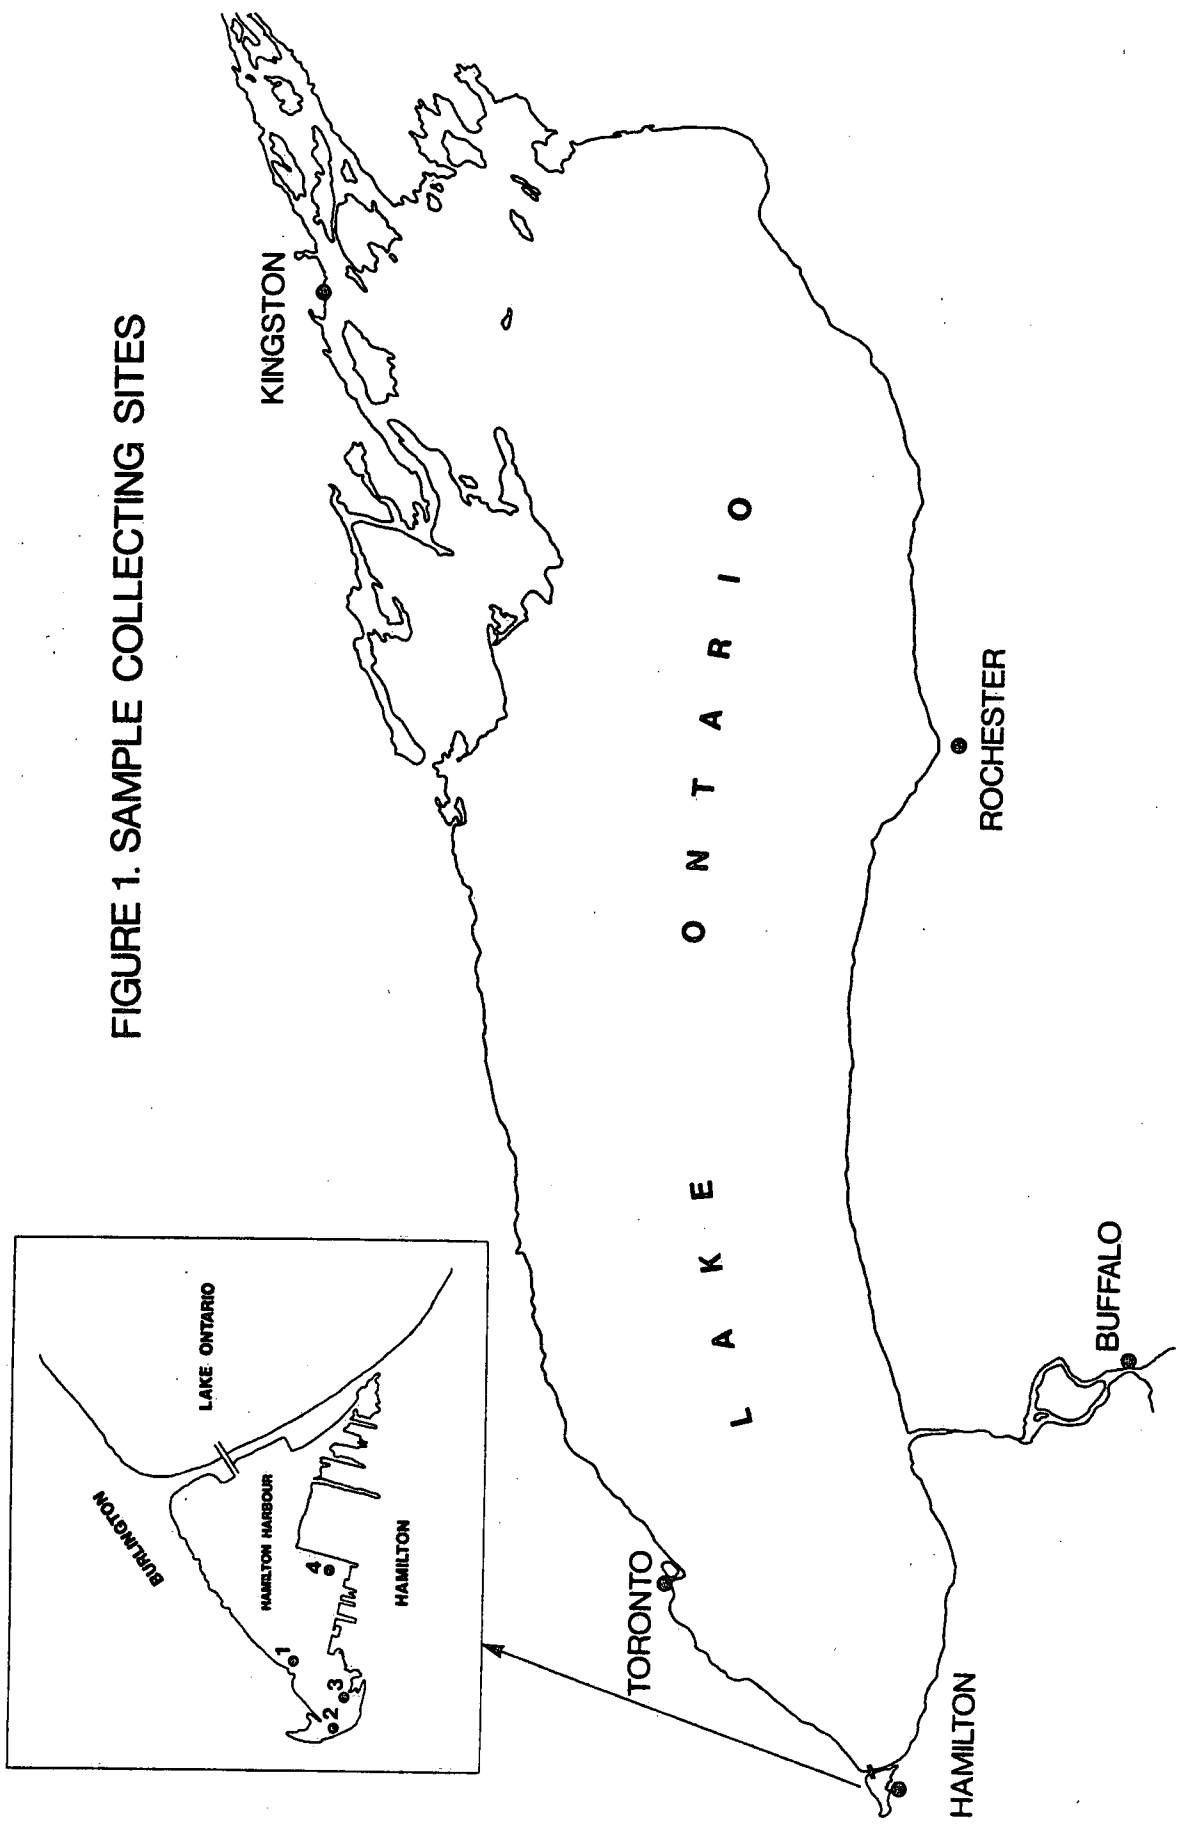 FIGURE 1. SAMPLE COLLECTING SITES
KINGSTON
LAKE ONTARIO
BURLINGTON
HAMILTON HARBOUR
1
2
3
4
HAMILTON
TORONTO
LAKE ONTARIO
ROCHESTER
BUFFALO
HAMILTON